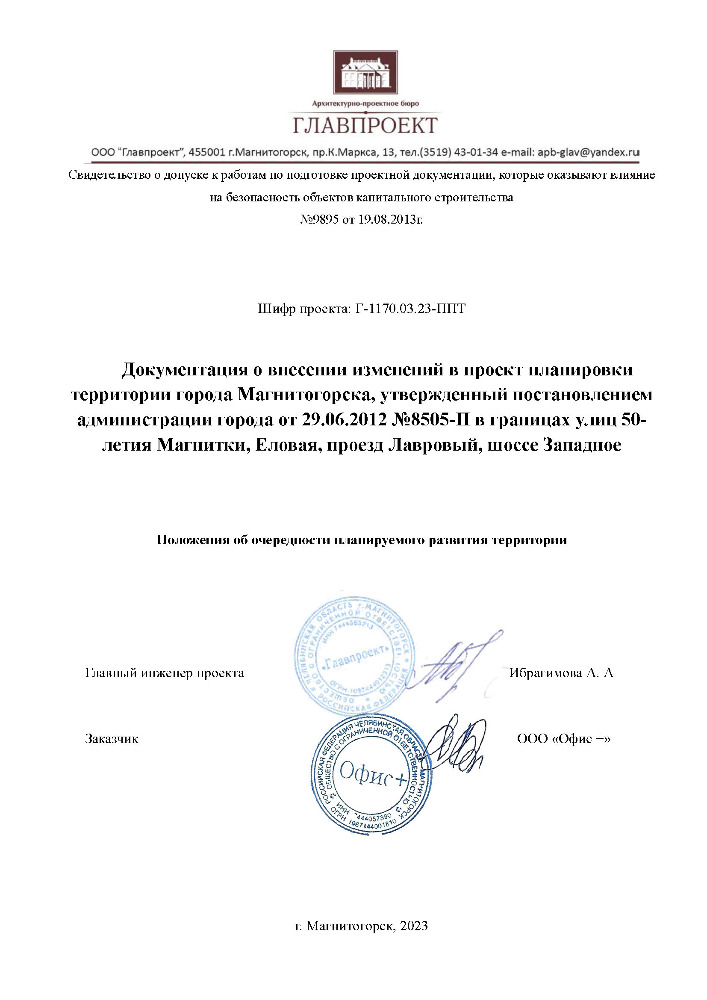 Архитектурно-проектное бюро
ГЛАВПРОЕКТ
ООО “Главпроект”, 455001 г.Магнитогорск, пр.К.Маркса, 13, тел.(3519) 43-01-34 e-mail: apb-glav@yandex.ru
Свидетельство о допуске к работам по подготовке проектной документации, которые оказывают влияние
на безопасность объектов капитального строительства
№9895 от 19.08.2013г.
Шифр проекта: Г-1170.03.23-ППТ
Документация о внесении изменений в проект планировки
территории города Магнитогорска, утвержденный постановлением
администрации города от 29.06.2012 №8505-П в границах улиц 50-
летия Магнитки, Еловая, проезд Лавровый, шоссе Западное
Положения об очередности планируемого развития территории
ЧЕЛЯБИНСКАЯ ОБЛАСТЬ г.МАГНИТОГОРСК * РОССИЙСКАЯ ФЕДЕРАЦИЯ
ОБЩЕСТВО С ОГРАНИЧЕННОЙ
ИНН 7444063213
«Главпроект»
ОГРН 1097444012313
Главный инженер проекта
Ибрагимова А. А
Заказчик
ООО «Офис +»
РОССИЙСКАЯ ФЕДЕРАЦИЯ ЧЕЛЯБИНСКАЯ ОБЛАСТЬ МАГНИТОГОРСК
ОБЩЕСТВО С ОГРАНИЧЕННОЙ ОТВЕТСТВЕННОСТЬЮ
Офис+
ИНН
ОГРН 1087444001810
г. Магнитогорск, 2023